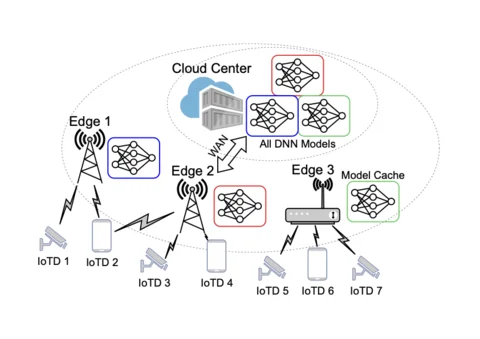 Cloud Center
All DNN Models
WAN
Edge 1
Edge 2
Edge 3
Model Cache
IoTD 1
IoTD 2
IoTD 3
IoTD 4
IoTD 5
IoTD 6
IoTD 7